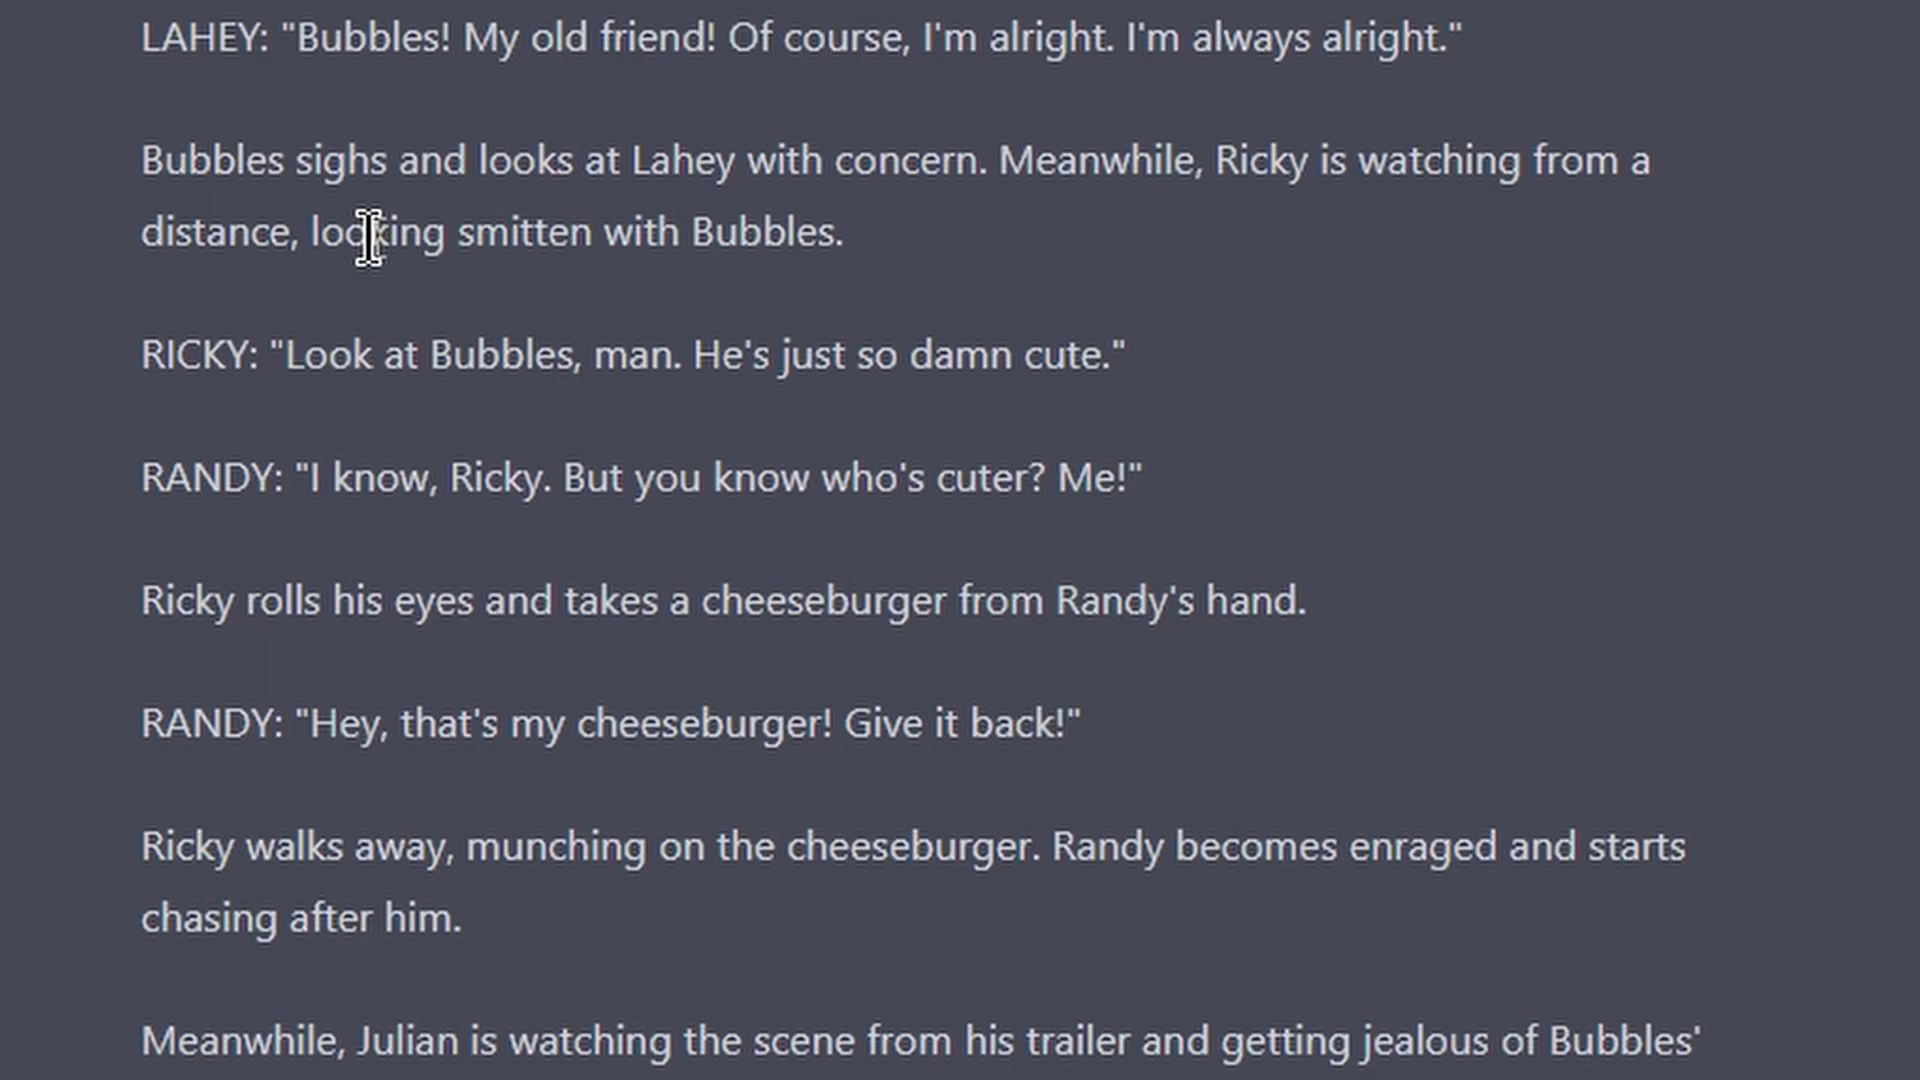 LAHEY: "Bubbles! My old friend! Of course, I'm alright. I'm always alright."
Bubbles sighs and looks at Lahey with concern. Meanwhile, Ricky is watching from a
distance, looking smitten with Bubbles.
RICKY: "Look at Bubbles, man. He's just so damn cute."
RANDY: "I know, Ricky. But you know who's cuter? Me!"
Ricky rolls his eyes and takes a cheeseburger from Randy's hand.
RANDY: "Hey, that's my cheeseburger! Give it back!"
Ricky walks away, munching on the cheeseburger. Randy becomes enraged and starts
chasing after him.
Meanwhile, Julian is watching the scene from his trailer and getting jealous of Bubbles'